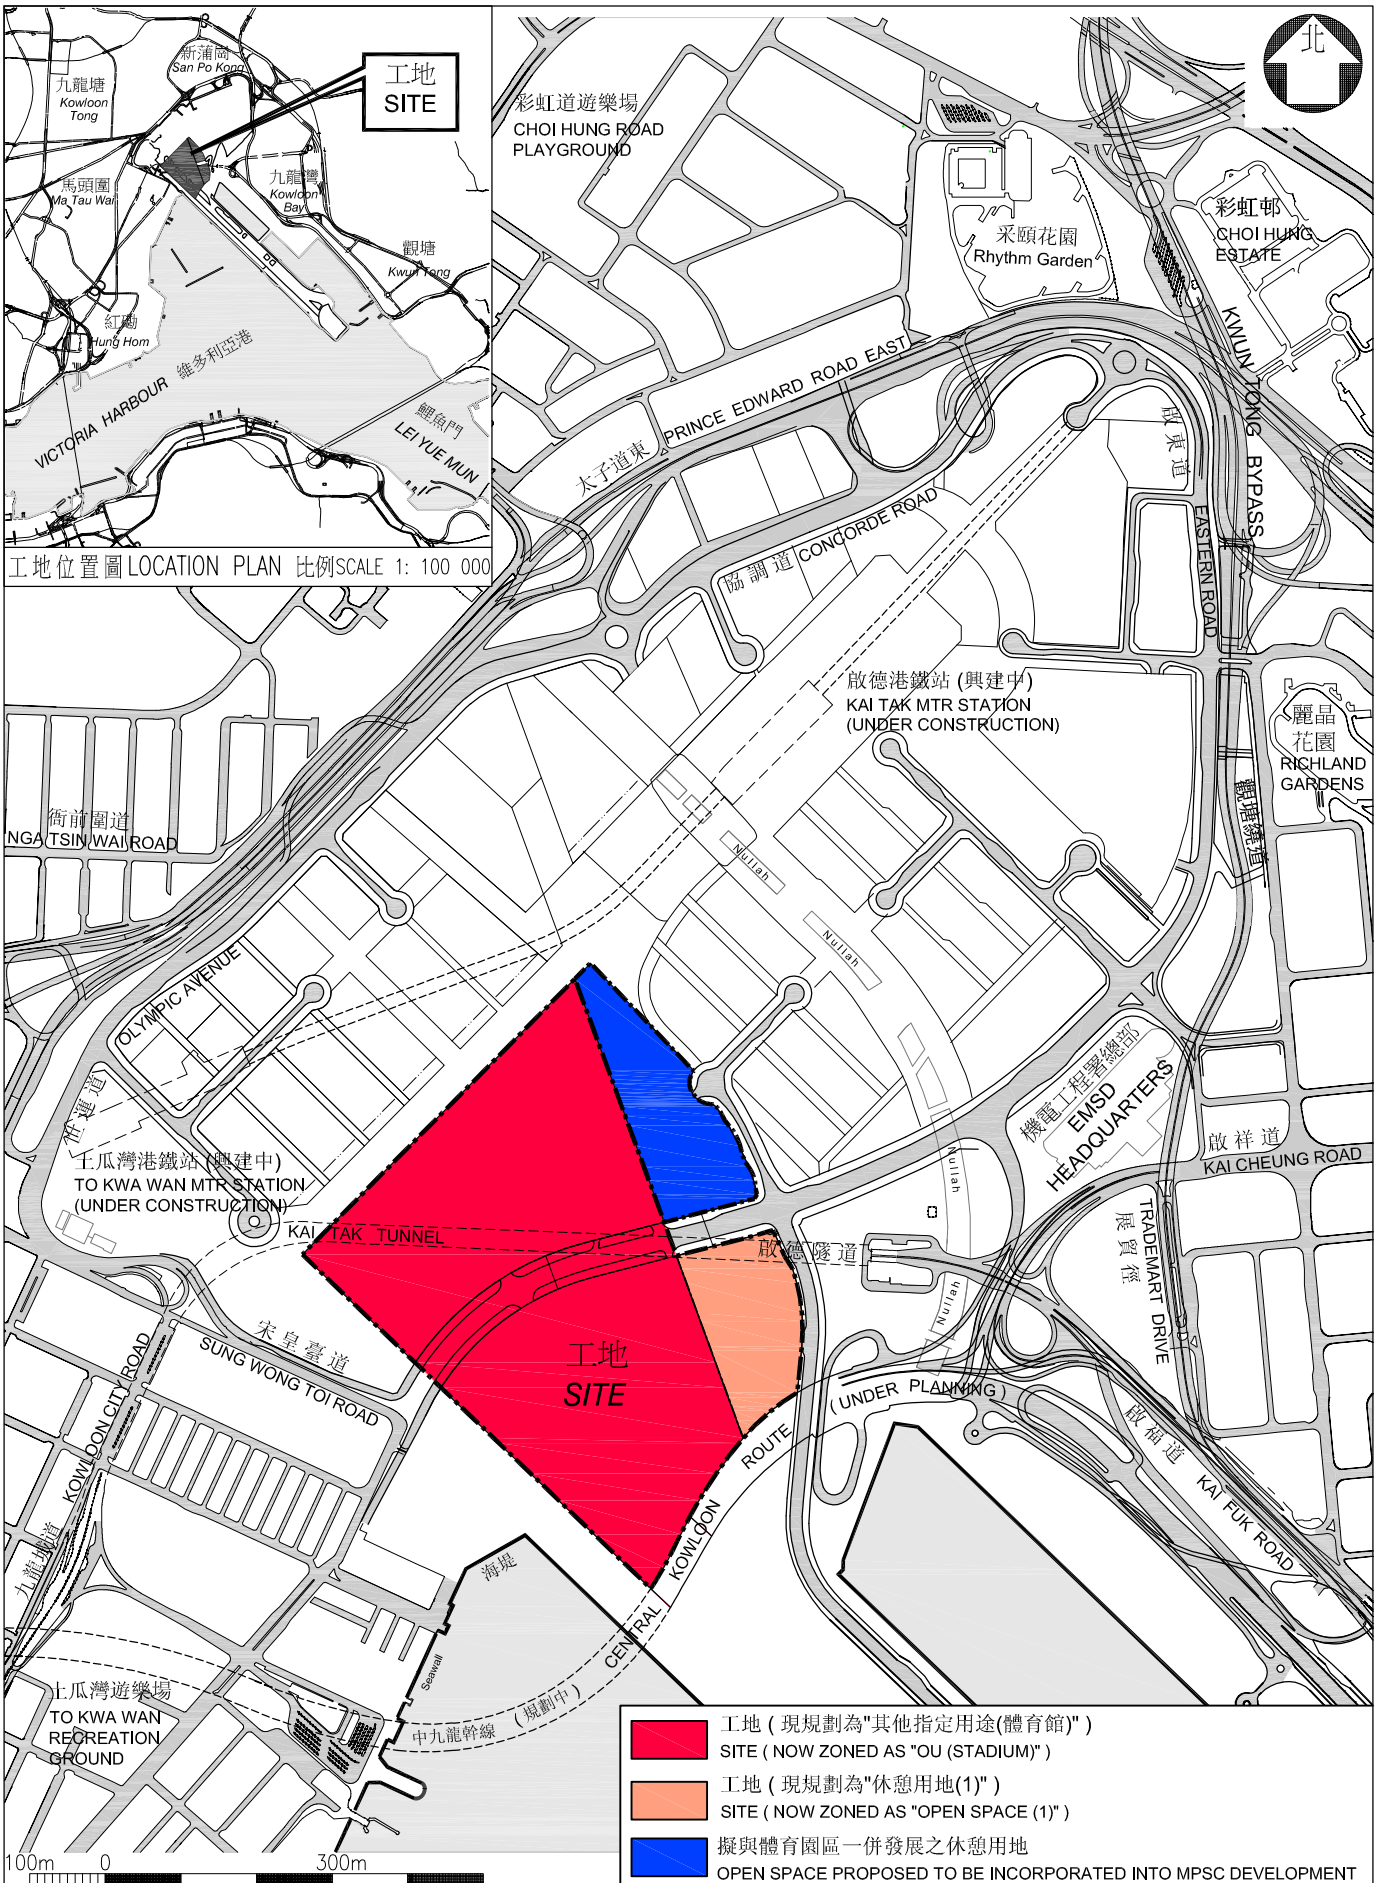 新蒲崗
San Po Kong
九龍塘
Kowloon
Tong
工地
SITE
馬頭圍
Ma Tau Wai
九龍灣
Kowloon
Bay
觀塘
Kwun Tong
紅磡
Hung Hom
VICTORIA HARBOUR 維多利亞港
鯉魚門
LEI YUE MUN
工地位置圖 LOCATION PLAN 比例SCALE 1: 100 000
北
彩虹道遊樂場
CHOI HUNG ROAD
PLAYGROUND
采頤花園
Rhythm Garden
彩虹邨
CHOI HUNG
ESTATE
KWUN TONG BYPASS
PRINCE EDWARD ROAD EAST
太子道東
啟東道
EASTERN ROAD
協調道 CONCORDE ROAD
啟德港鐵站 (興建中)
KAI TAK MTR STATION
(UNDER CONSTRUCTION)
麗晶
花園
RICHLAND
GARDENS
觀塘繞道
衙前圍道
NGA TSIN WAI ROAD
Nullah
Nullah
OLYMPIC AVENUE
世運道
機電工程署總部
EMSD
HEADQUARTERS
Nullah
啟祥道
KAI CHEUNG ROAD
土瓜灣港鐵站 (興建中)
TO KWA WAN MTR STATION
(UNDER CONSTRUCTION)
KAI TAK TUNNEL
啟德隧道
TRADEMART DRIVE
展貿徑
Nullah
宋皇臺道
SUNG WONG TOI ROAD
工地
SITE
KOWLOON CITY ROAD
九龍城道
CENTRAL KOWLOON ROUTE (UNDER PLANNING)
啟福道
KAI FUK ROAD
海堤
Seawall
中九龍幹線 (規劃中)
土瓜灣遊樂場
TO KWA WAN
RECREATION
GROUND
工地 ( 現規劃為"其他指定用途(體育館)" )
SITE ( NOW ZONED AS "OU (STADIUM)" )
工地 ( 現規劃為"休憩用地(1)" )
SITE ( NOW ZONED AS "OPEN SPACE (1)" )
擬與體育園區一併發展之休憩用地
OPEN SPACE PROPOSED TO BE INCORPORATED INTO MPSC DEVELOPMENT
100m 0 300m